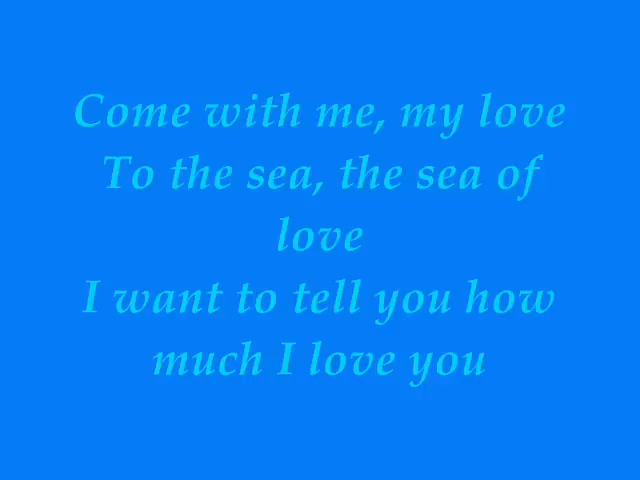 Come with me, my love
To the sea, the sea of
love
I want to tell you how
much I love you